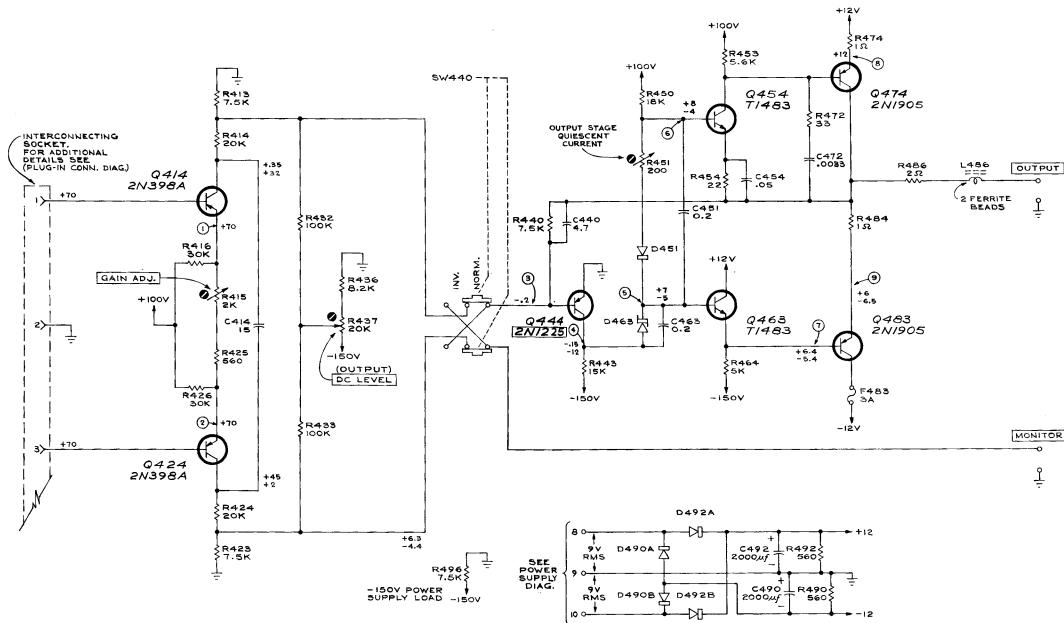 INTERCONNECTING
SOCKET.
FOR ADDITIONAL
DETAILS SEE
(PLUG-IN CONN. DIAG.)
1
+70
2
3
+70
Q414
2N398A
R413
7.5K
R414
20K
+.35
+32
1
+70
R416
30K
GAIN ADJ.
R415
2K
+100V
C414
15
R425
560
R426
30K
2
+70
Q424
2N398A
+45
+2
R424
20K
R423
7.5K
R432
100K
R436
8.2K
R437
20K
-150V
(OUTPUT)
DC LEVEL
R433
100K
+6.3
-4.4
R496
7.5K
-150V POWER
SUPPLY LOAD
-150V
SW440
INV.
NORM.
3
-.2
R440
7.5K
C440
4.7
Q444
2N1225
4
-.15
-12
R443
15K
-150V
+100V
R450
18K
OUTPUT STAGE
QUIESCENT
CURRENT
R451
200
+8
-4
6
C451
0.2
D451
5
+7
-5
D463
C463
0.2
+100V
R453
5.6K
Q454
T1483
R454
22
C454
.05
+12V
Q463
T1483
R464
5K
-150V
7
+6.4
-5.4
+12V
R474
1Ω
+12
8
Q474
2N1905
R472
33
C472
.0033
R486
2Ω
L486
2 FERRITE
BEADS
OUTPUT
R484
1Ω
9
+6
-6.5
Q483
2N1905
F483
3A
-12V
MONITOR
SEE
POWER
SUPPLY
DIAG.
8
9V
RMS
9
9V
RMS
10
D490A
D490B
D492A
D492B
+
C492
2000μf
-
R492
560
+
C490
2000μf
-
R490
560
+12
-12